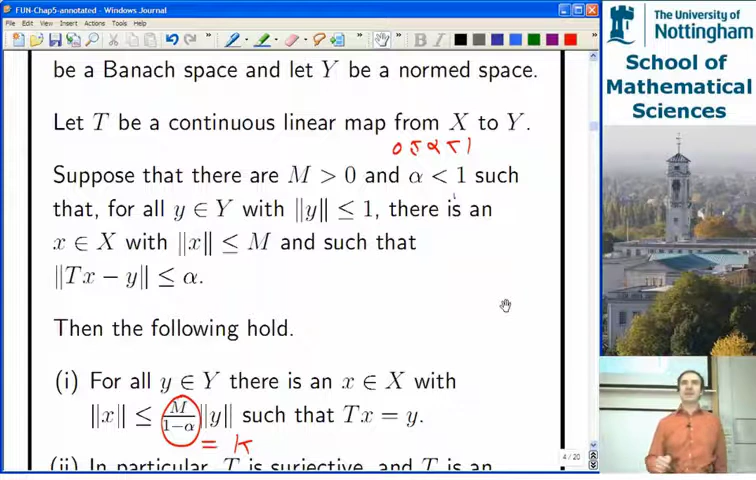 FUN-Chap5-annotated - Windows Journal
File Edit View Insert Actions Tools Help
be a Banach space and let Y be a normed space.
Let T be a continuous linear map from X to Y.
0 ≤ α < 1
Suppose that there are M > 0 and α < 1 such
that, for all y ∈ Y with ‖y‖ ≤ 1, there is an
x ∈ X with ‖x‖ ≤ M and such that
‖Tx − y‖ ≤ α.
Then the following hold.
(i) For all y ∈ Y there is an x ∈ X with
‖x‖ ≤ M/(1−α) ‖y‖ such that Tx = y.
= K
(ii) In particular, T is surjective, and T is an
4 / 20
The University of
Nottingham
School of
Mathematical
Sciences